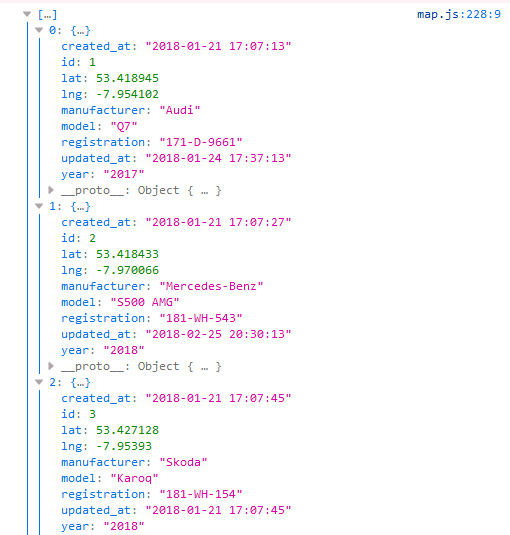 […] map.js:228:9
0: {…}
created_at: "2018-01-21 17:07:13"
id: 1
lat: 53.418945
lng: -7.954102
manufacturer: "Audi"
model: "Q7"
registration: "171-D-9661"
updated_at: "2018-01-24 17:37:13"
year: "2017"
__proto__: Object { … }
1: {…}
created_at: "2018-01-21 17:07:27"
id: 2
lat: 53.418433
lng: -7.970066
manufacturer: "Mercedes-Benz"
model: "S500 AMG"
registration: "181-WH-543"
updated_at: "2018-02-25 20:30:13"
year: "2018"
__proto__: Object { … }
2: {…}
created_at: "2018-01-21 17:07:45"
id: 3
lat: 53.427128
lng: -7.95393
manufacturer: "Skoda"
model: "Karoq"
registration: "181-WH-154"
updated_at: "2018-01-21 17:07:45"
year: "2018"